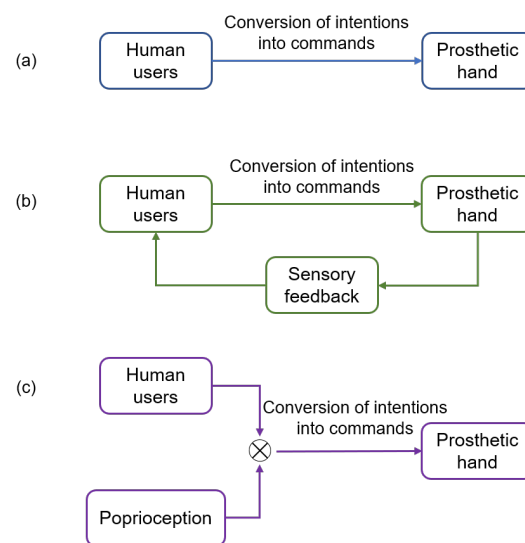 (a)
Human
users
Conversion of intentions
into commands
Prosthetic
hand
(b)
Human
users
Conversion of intentions
into commands
Prosthetic
hand
Sensory
feedback
(c)
Human
users
Conversion of intentions
into commands
Prosthetic
hand
Poprioception